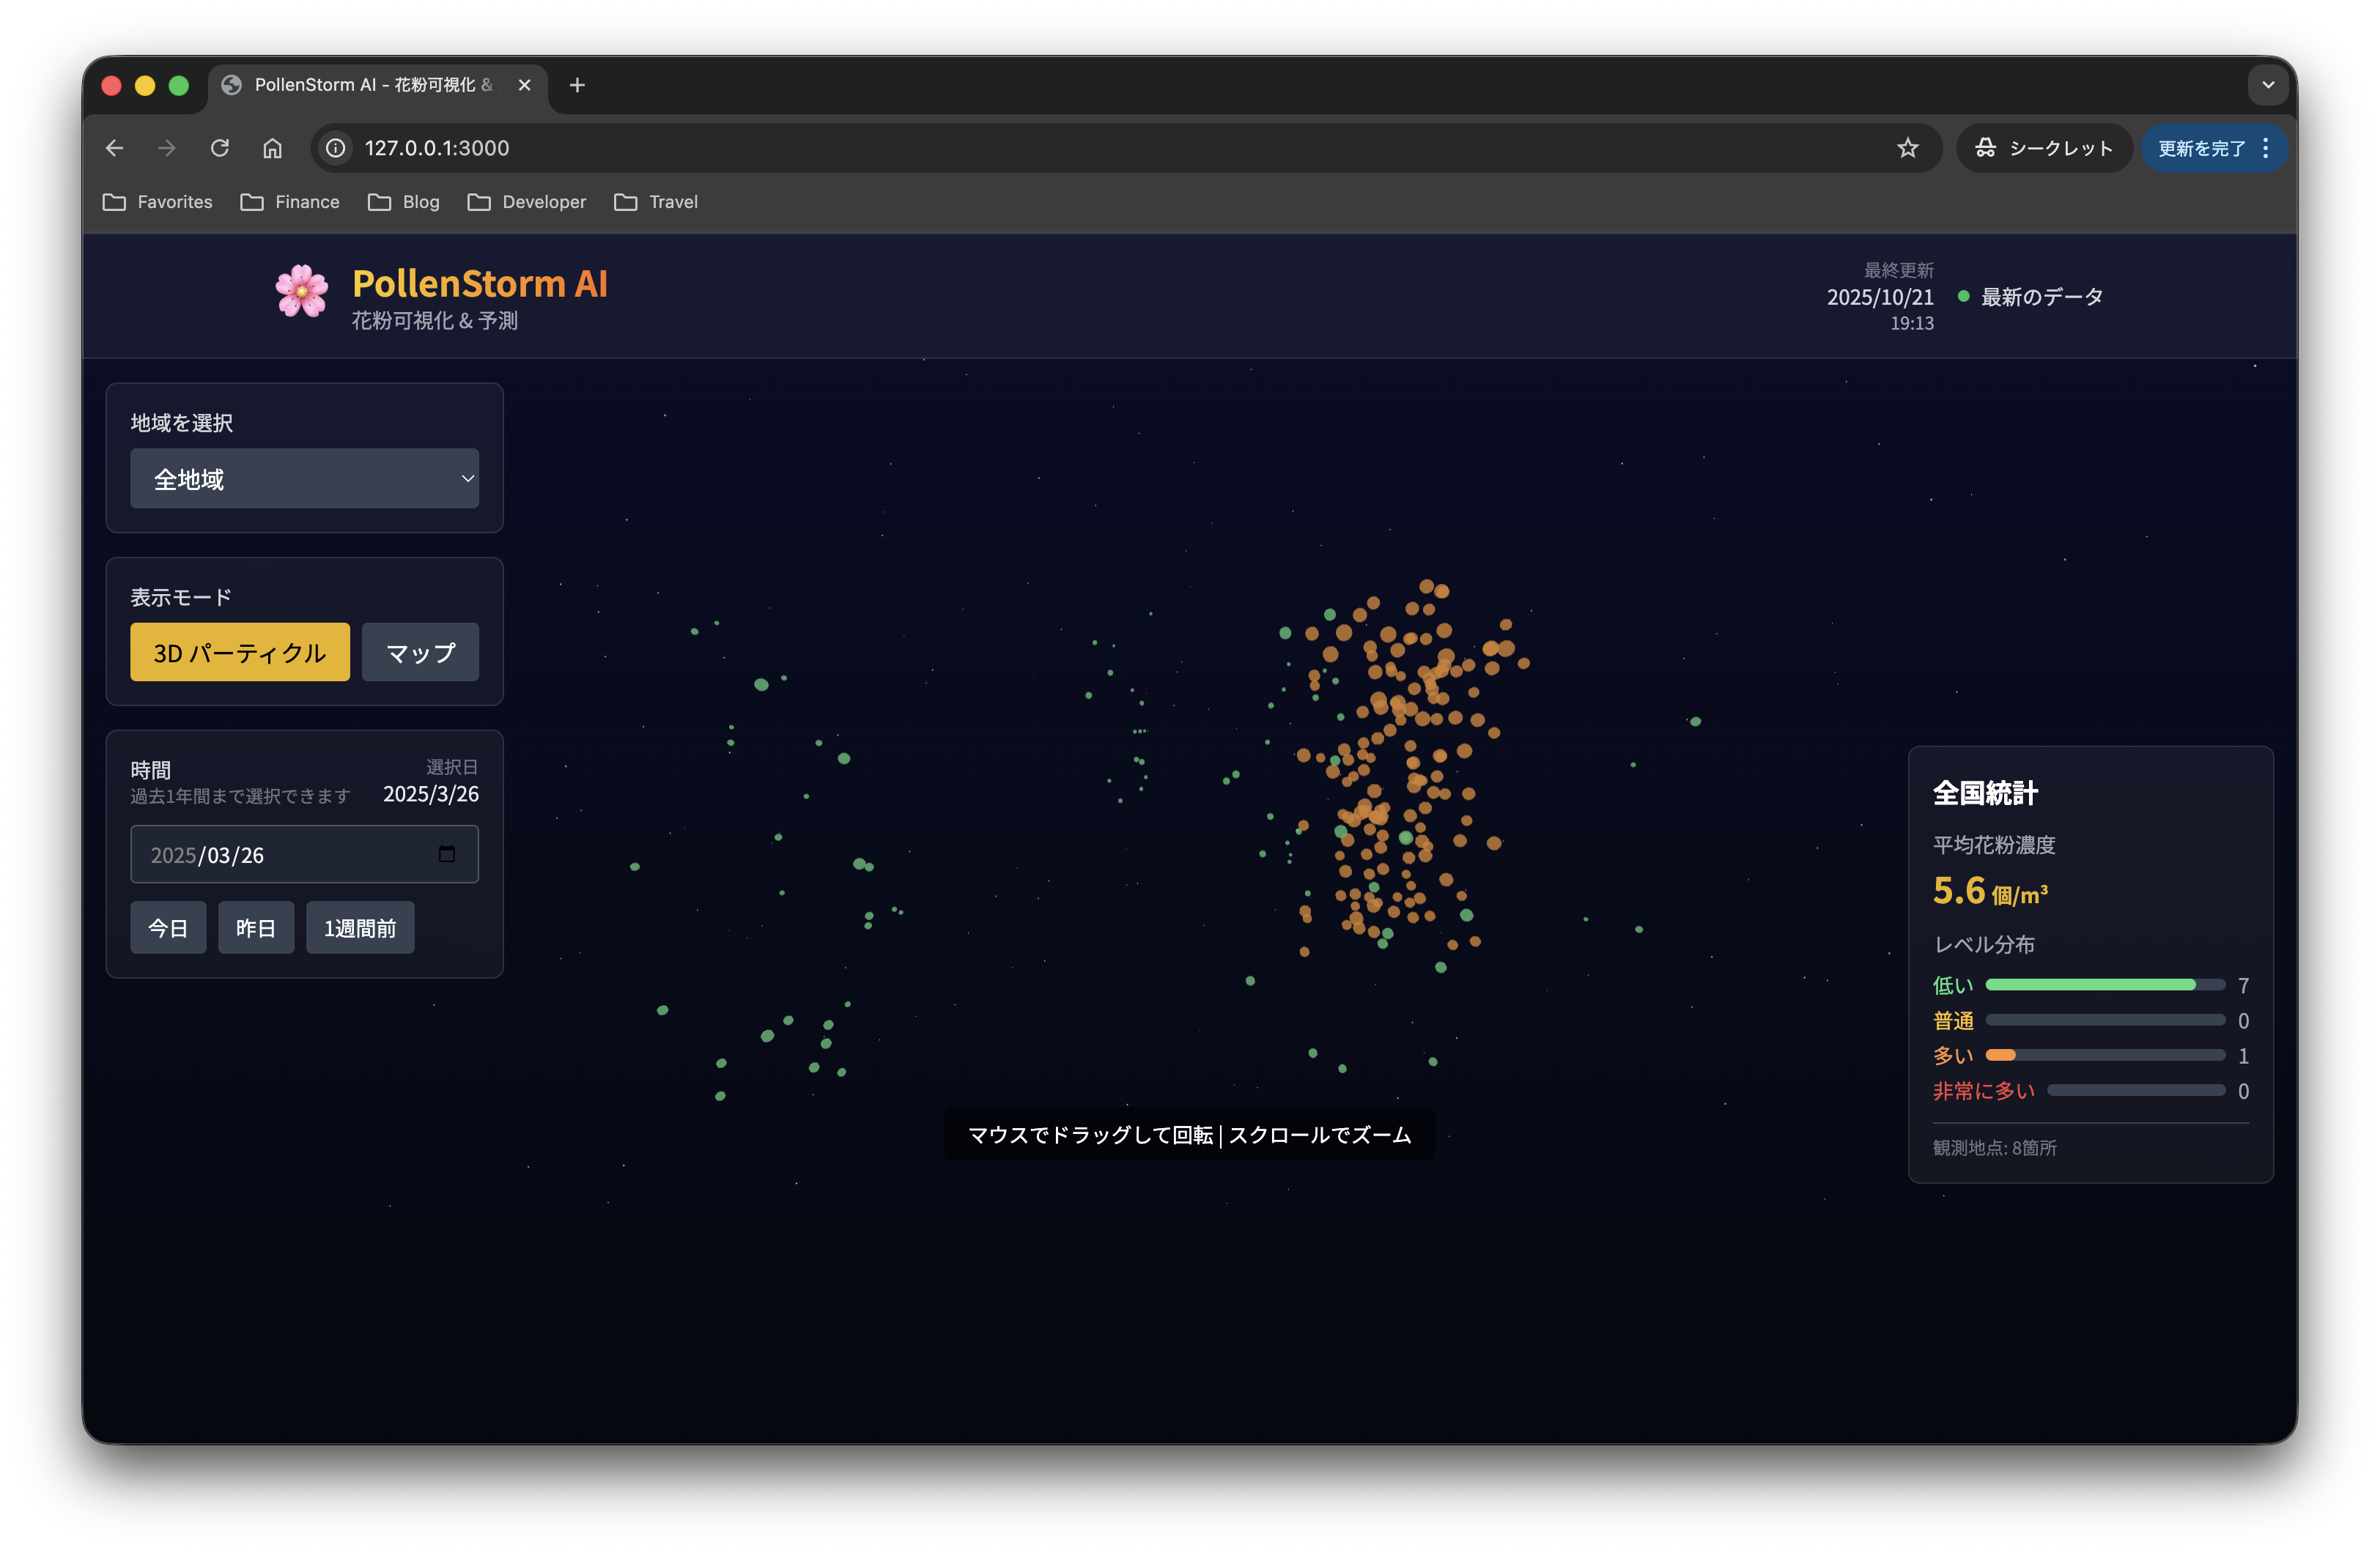 PollenStorm AI - 花粉可視化 &
127.0.0.1:3000
シークレット
更新を完了
Favorites
Finance
Blog
Developer
Travel
PollenStorm AI
花粉可視化 & 予測
最終更新
2025/10/21
19:13
最新のデータ
地域を選択
全地域
表示モード
3D パーティクル
マップ
時間
過去1年間まで選択できます
選択日
2025/3/26
2025/03/26
今日
昨日
1週間前
マウスでドラッグして回転 | スクロールでズーム
全国統計
平均花粉濃度
5.6 個/m³
レベル分布
低い 7
普通 0
多い 1
非常に多い 0
観測地点: 8箇所